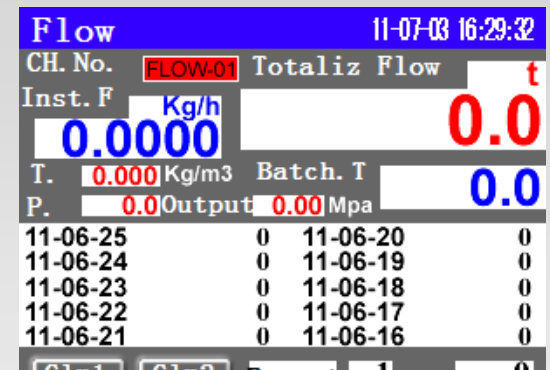 Flow 11-07-03 16:29:32
CH. No. FLOW-01 Totaliz Flow t
Inst. F Kg/h 0.0
0.0000
T. 0.000 Kg/m3 Batch. T 0.0
P. 0.0 Output 0.00 Mpa
11-06-25 0 11-06-20 0
11-06-24 0 11-06-19 0
11-06-23 0 11-06-18 0
11-06-22 0 11-06-17 0
11-06-21 0 11-06-16 0